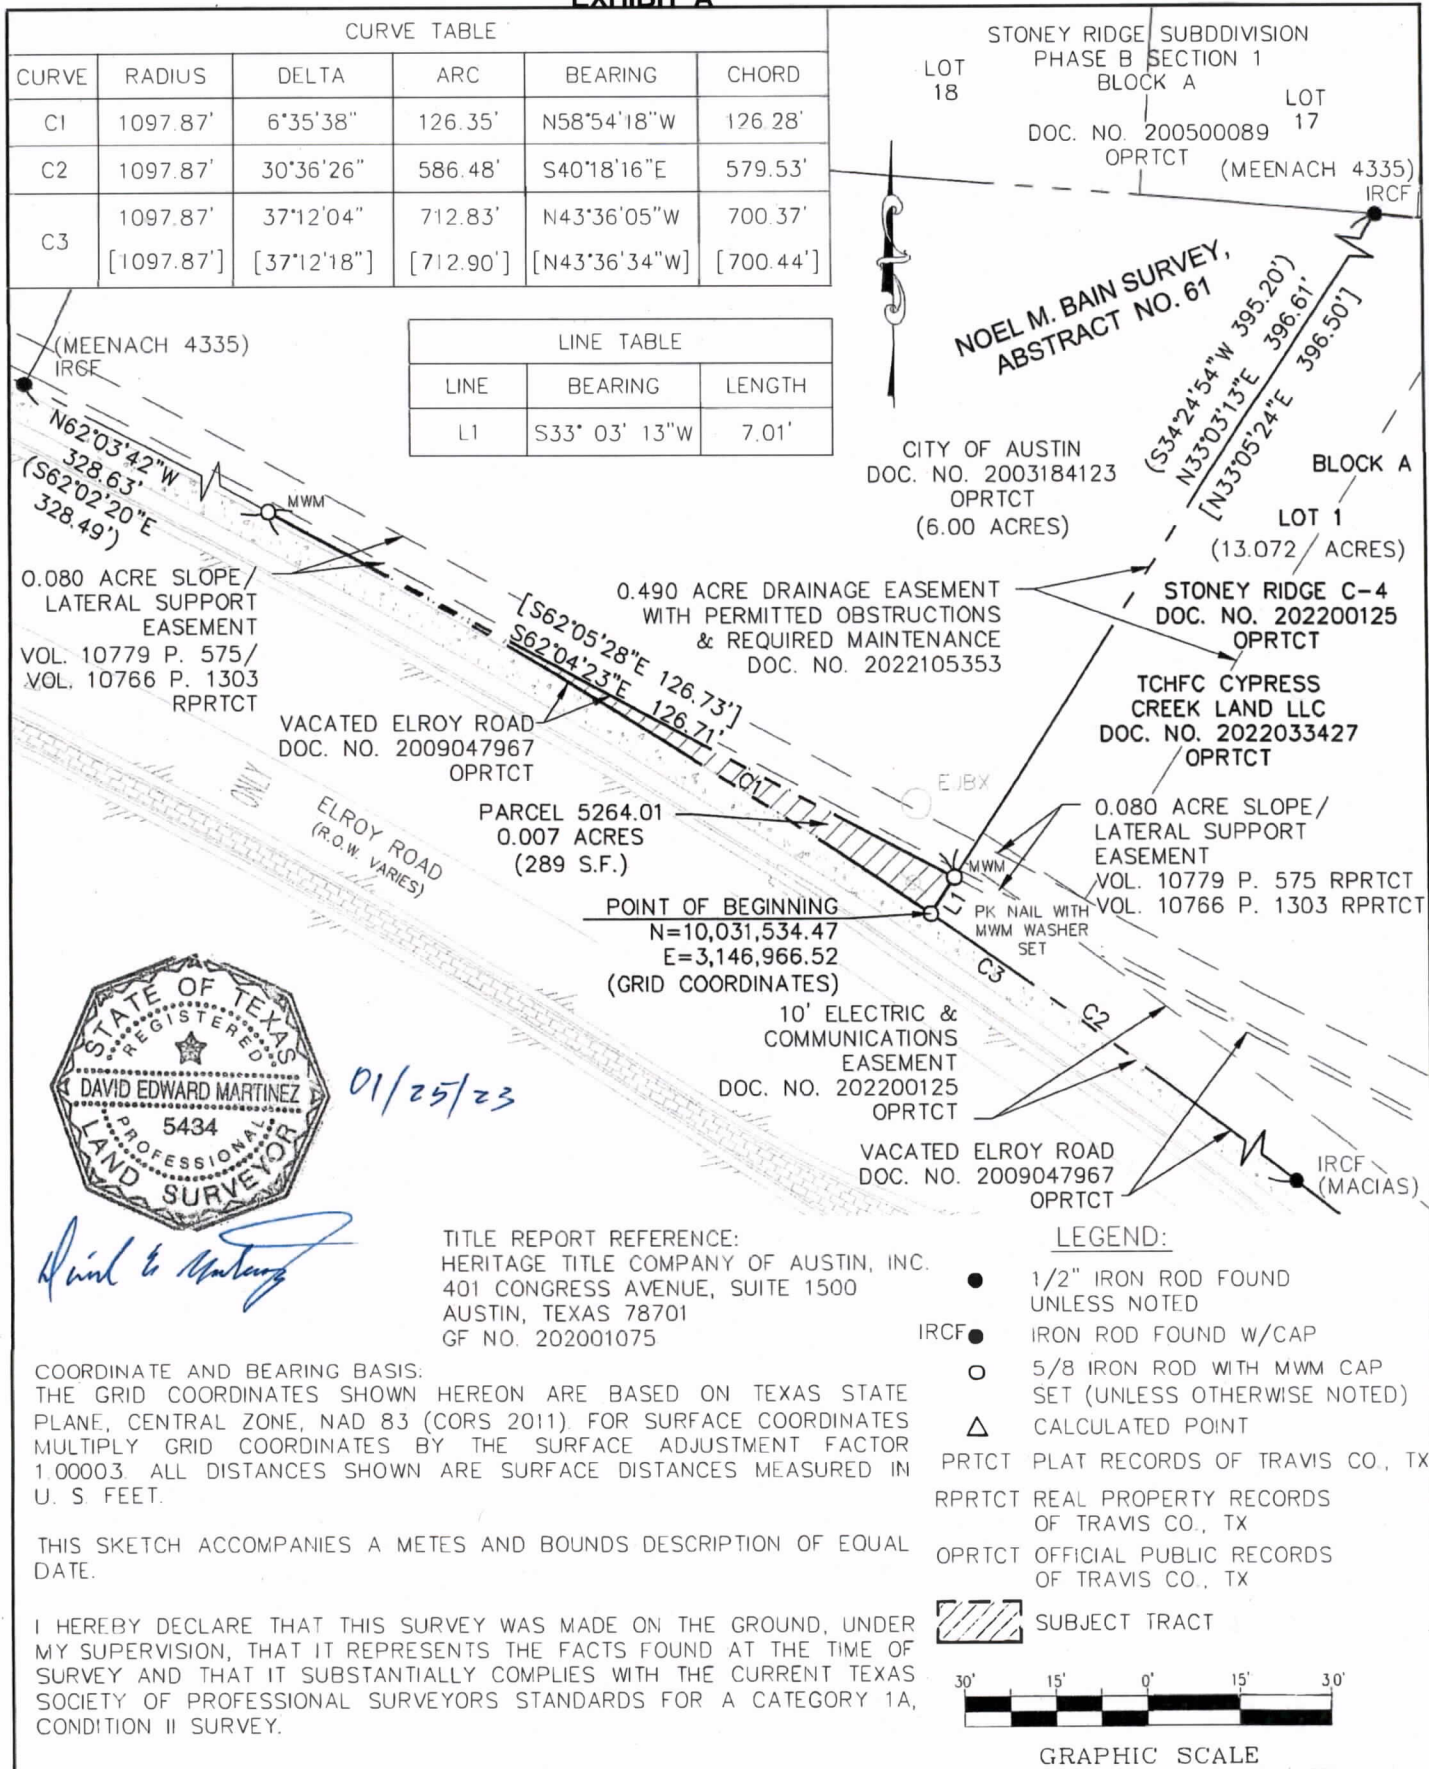 EXHIBIT "A"
CURVE TABLE
CURVE RADIUS DELTA ARC BEARING CHORD
C1 1097.87' 6°35'38" 126.35' N58°54'18"W 126.28'
C2 1097.87' 30°36'26" 586.48' S40°18'16"E 579.53'
C3 1097.87' 37°12'04" 712.83' N43°36'05"W 700.37'
[1097.87'] [37°12'18"] [712.90'] [N43°36'34"W] [700.44']
LINE TABLE
LINE BEARING LENGTH
L1 S33° 03' 13"W 7.01'
STONEY RIDGE SUBDDIVISION
PHASE B SECTION 1
BLOCK A
LOT
18
LOT
17
DOC. NO. 200500089
OPRTCT
(MEENACH 4335)
IRCF
NOEL M. BAIN SURVEY,
ABSTRACT NO. 61
(S34°24'54"W 395.20')
N33°03'13"E 396.61'
[N33°05'24"E 396.50']
(MEENACH 4335)
IRCF
N62°03'42"W
328.63'
(S62°02'20"E
328.49')
MWM
CITY OF AUSTIN
DOC. NO. 2003184123
OPRTCT
(6.00 ACRES)
BLOCK A
LOT 1
(13.072 ACRES)
STONEY RIDGE C-4
DOC. NO. 202200125
OPRTCT
TCHFC CYPRESS
CREEK LAND LLC
DOC. NO. 2022033427
OPRTCT
0.080 ACRE SLOPE/
LATERAL SUPPORT
EASEMENT
VOL. 10779 P. 575/
VOL. 10766 P. 1303
RPRTCT
0.490 ACRE DRAINAGE EASEMENT
WITH PERMITTED OBSTRUCTIONS
& REQUIRED MAINTENANCE
DOC. NO. 2022105353
[S62°05'28"E 126.73']
S62°04'23"E 126.71'
VACATED ELROY ROAD
DOC. NO. 2009047967
OPRTCT
C1
EJBX
ONLY
ELROY ROAD
(R.O.W. VARIES)
PARCEL 5264.01
0.007 ACRES
(289 S.F.)
0.080 ACRE SLOPE/
LATERAL SUPPORT
EASEMENT
VOL. 10779 P. 575 RPRTCT
VOL. 10766 P. 1303 RPRTCT
MWM
L1
PK NAIL WITH
MWM WASHER
SET
POINT OF BEGINNING
N=10,031,534.47
E=3,146,966.52
(GRID COORDINATES)
C3
C2
10' ELECTRIC &
COMMUNICATIONS
EASEMENT
DOC. NO. 202200125
OPRTCT
VACATED ELROY ROAD
DOC. NO. 2009047967
OPRTCT
IRCF
(MACIAS)
STATE OF TEXAS
REGISTERED
DAVID EDWARD MARTINEZ
5434
PROFESSIONAL
LAND SURVEYOR
01/25/23
TITLE REPORT REFERENCE:
HERITAGE TITLE COMPANY OF AUSTIN, INC.
401 CONGRESS AVENUE, SUITE 1500
AUSTIN, TEXAS 78701
GF NO. 202001075
COORDINATE AND BEARING BASIS:
THE GRID COORDINATES SHOWN HEREON ARE BASED ON TEXAS STATE
PLANE, CENTRAL ZONE, NAD 83 (CORS 2011). FOR SURFACE COORDINATES
MULTIPLY GRID COORDINATES BY THE SURFACE ADJUSTMENT FACTOR
1.00003. ALL DISTANCES SHOWN ARE SURFACE DISTANCES MEASURED IN
U. S. FEET.
THIS SKETCH ACCOMPANIES A METES AND BOUNDS DESCRIPTION OF EQUAL
DATE.
I HEREBY DECLARE THAT THIS SURVEY WAS MADE ON THE GROUND, UNDER
MY SUPERVISION, THAT IT REPRESENTS THE FACTS FOUND AT THE TIME OF
SURVEY AND THAT IT SUBSTANTIALLY COMPLIES WITH THE CURRENT TEXAS
SOCIETY OF PROFESSIONAL SURVEYORS STANDARDS FOR A CATEGORY 1A,
CONDITION II SURVEY.
LEGEND:
1/2" IRON ROD FOUND
UNLESS NOTED
IRCF IRON ROD FOUND W/CAP
5/8 IRON ROD WITH MWM CAP
SET (UNLESS OTHERWISE NOTED)
CALCULATED POINT
PRTCT PLAT RECORDS OF TRAVIS CO., TX
RPRTCT REAL PROPERTY RECORDS
OF TRAVIS CO., TX
OPRTCT OFFICIAL PUBLIC RECORDS
OF TRAVIS CO., TX
SUBJECT TRACT
30' 15' 0' 15' 30'
GRAPHIC SCALE